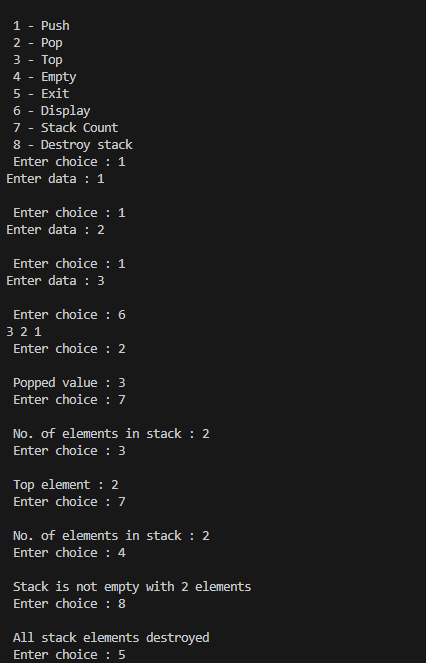 1 - Push
2 - Pop
3 - Top
4 - Empty
5 - Exit
6 - Display
7 - Stack Count
8 - Destroy stack
Enter choice : 1
Enter data : 1
Enter choice : 1
Enter data : 2
Enter choice : 1
Enter data : 3
Enter choice : 6
3 2 1
Enter choice : 2
Popped value : 3
Enter choice : 7
No. of elements in stack : 2
Enter choice : 3
Top element : 2
Enter choice : 7
No. of elements in stack : 2
Enter choice : 4
Stack is not empty with 2 elements
Enter choice : 8
All stack elements destroyed
Enter choice : 5